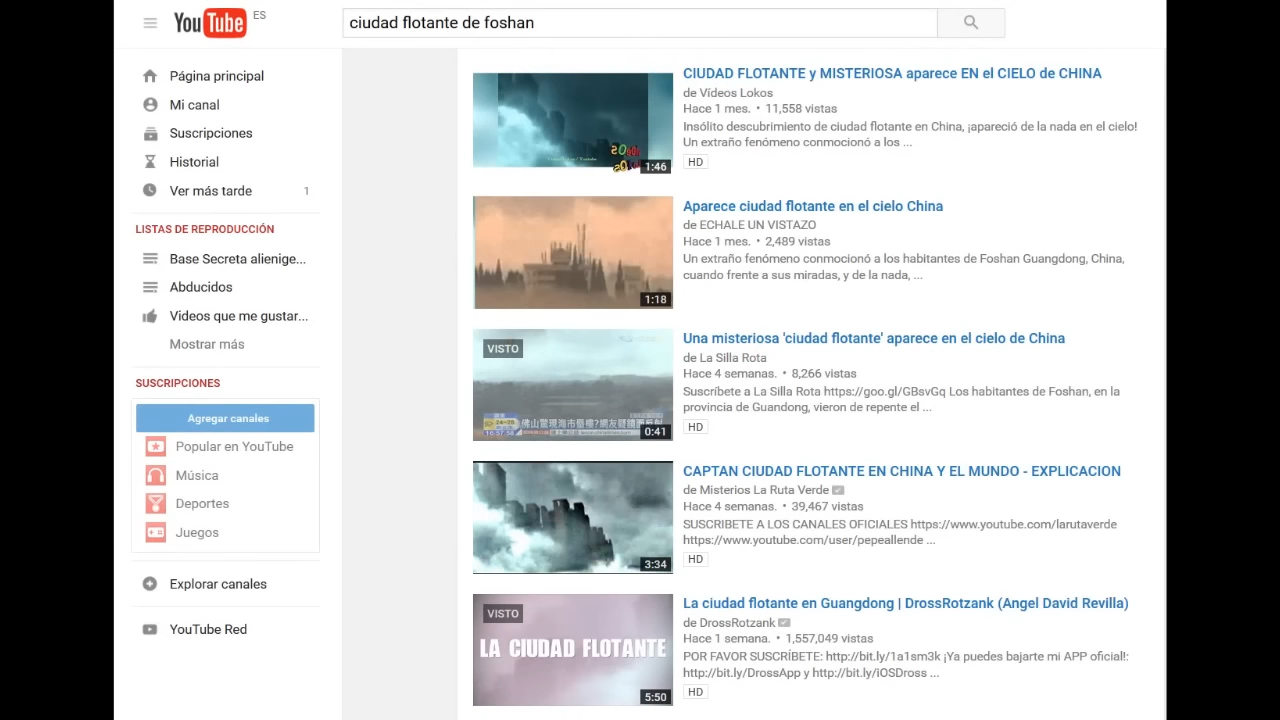 YouTube ES
ciudad flotante de foshan
Página principal
Mi canal
Suscripciones
Historial
Ver más tarde 1
LISTAS DE REPRODUCCIÓN
Base Secreta alienige...
Abducidos
Videos que me gustar...
Mostrar más
SUSCRIPCIONES
Agregar canales
Popular en YouTube
Música
Deportes
Juegos
Explorar canales
YouTube Red
1:46
CIUDAD FLOTANTE y MISTERIOSA aparece EN el CIELO de CHINA
de Vídeos Lokos
Hace 1 mes. • 11,558 vistas
Insólito descubrimiento de ciudad flotante en China, ¡apareció de la nada en el cielo!
Un extraño fenómeno conmocionó a los ...
HD
1:18
Aparece ciudad flotante en el cielo China
de ECHALE UN VISTAZO
Hace 1 mes. • 2,489 vistas
Un extraño fenómeno conmocionó a los habitantes de Foshan Guangdong, China,
cuando frente a sus miradas, y de la nada, ...
VISTO
佛山驚現海市蜃樓?網友
0:41
Una misteriosa 'ciudad flotante' aparece en el cielo de China
de La Silla Rota
Hace 4 semanas. • 8,266 vistas
Suscríbete a La Silla Rota https://goo.gl/GBsvGq Los habitantes de Foshan, en la
provincia de Guandong, vieron de repente el ...
HD
3:34
CAPTAN CIUDAD FLOTANTE EN CHINA Y EL MUNDO - EXPLICACION
de Misterios La Ruta Verde
Hace 4 semanas. • 39,467 vistas
SUSCRIBETE A LOS CANALES OFICIALES https://www.youtube.com/larutaverde
https://www.youtube.com/user/pepeallende ...
HD
VISTO
LA CIUDAD FLOTANTE
5:50
La ciudad flotante en Guangdong | DrossRotzank (Angel David Revilla)
de DrossRotzank
Hace 1 semana. • 1,557,049 vistas
POR FAVOR SUSCRÍBETE: http://bit.ly/1a1sm3k ¡Ya puedes bajarte mi APP oficial!:
http://bit.ly/DrossApp y http://bit.ly/iOSDross ...
HD